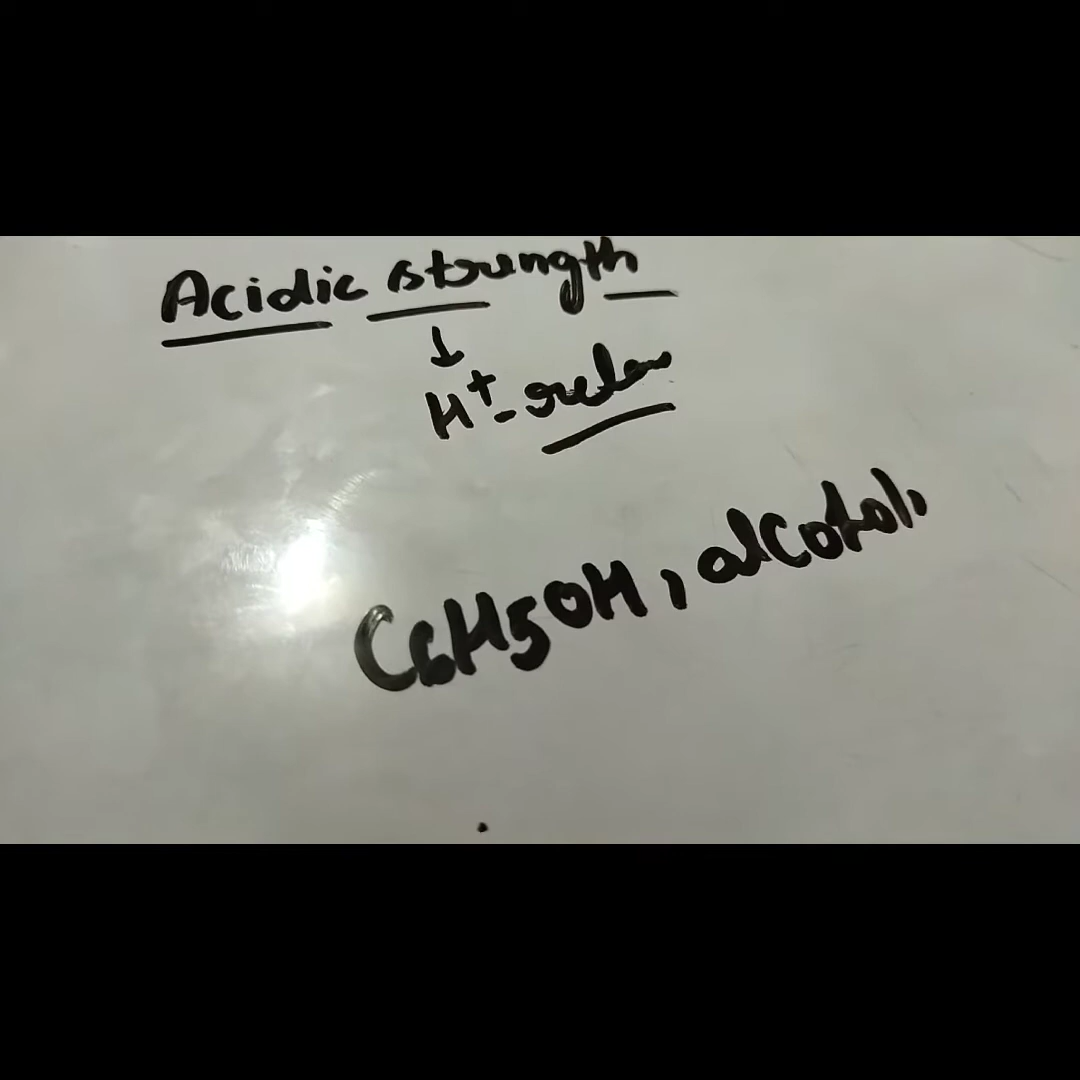 Acidic strength
↓
H+ - release
C6H5OH, alcohol,